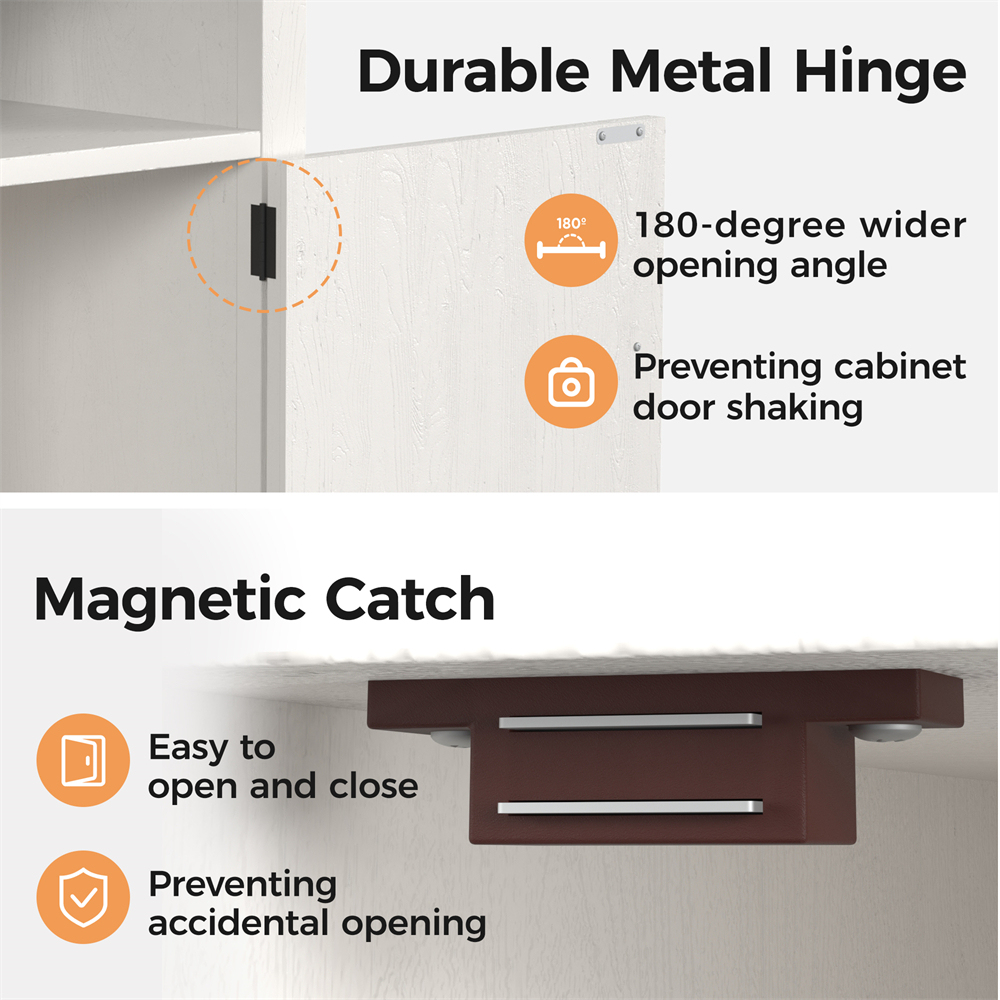 Durable Metal Hinge
180º
180-degree wider
opening angle
Preventing cabinet
door shaking
Magnetic Catch
Easy to
open and close
Preventing
accidental opening